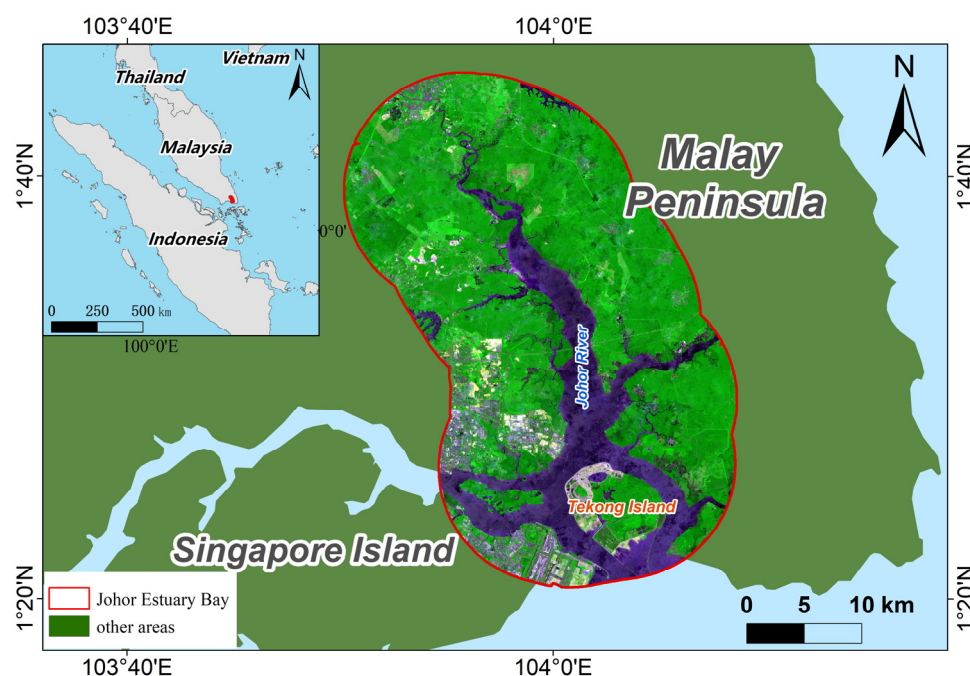 103°40'E
104°0'E
Vietnam
N
Thailand
N
Malaysia
Malay
Peninsula
1°40'N
1°40'N
0°0'
Indonesia
0 250 500 km
100°0'E
Johor River
Tekong Island
Singapore Island
Johor Estuary Bay
other areas
0 5 10 km
1°20'N
1°20'N
103°40'E
104°0'E